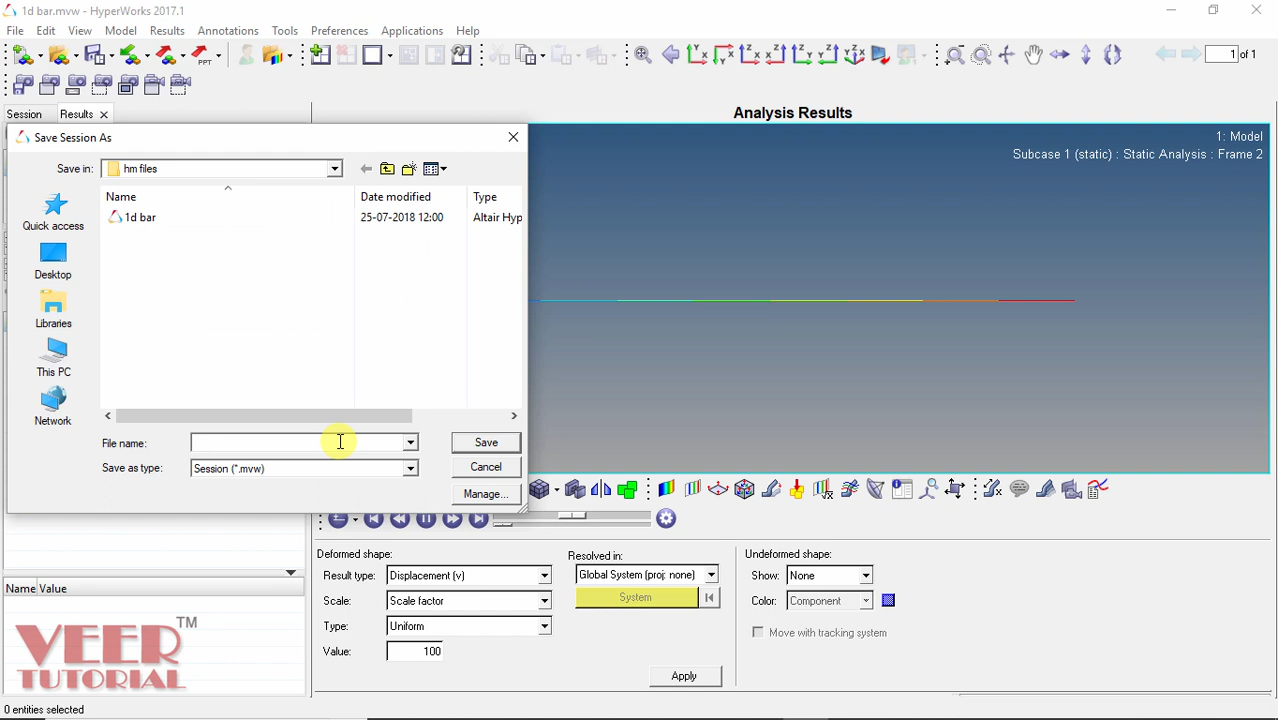 1d bar.mvw - HyperWorks 2017.1
File Edit View Model Results Annotations Tools Preferences Applications Help
1 of 1
Session Results
Save Session As
Save in: hm files
Name Date modified Type
1d bar 25-07-2018 12:00 Altair Hyp
Quick access
Desktop
Libraries
This PC
Network
File name: Save
Save as type: Session (*.mvw) Cancel
Manage...
Analysis Results
1: Model
Subcase 1 (static) : Static Analysis : Frame 2
Deformed shape:
Result type: Displacement (v)
Scale: Scale factor
Type: Uniform
Value: 100
Resolved in:
Global System (proj: none)
System
Apply
Undeformed shape:
Show: None
Color: Component
Move with tracking system
Name Value
VEER TM
TUTORIAL
0 entities selected